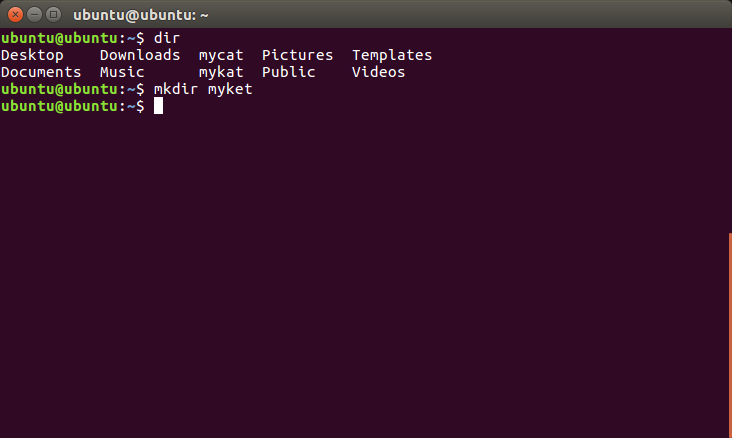 ubuntu@ubuntu: ~
ubuntu@ubuntu:~$ dir
Desktop    Downloads  mycat  Pictures  Templates
Documents  Music      mykat  Public    Videos
ubuntu@ubuntu:~$ mkdir myket
ubuntu@ubuntu:~$